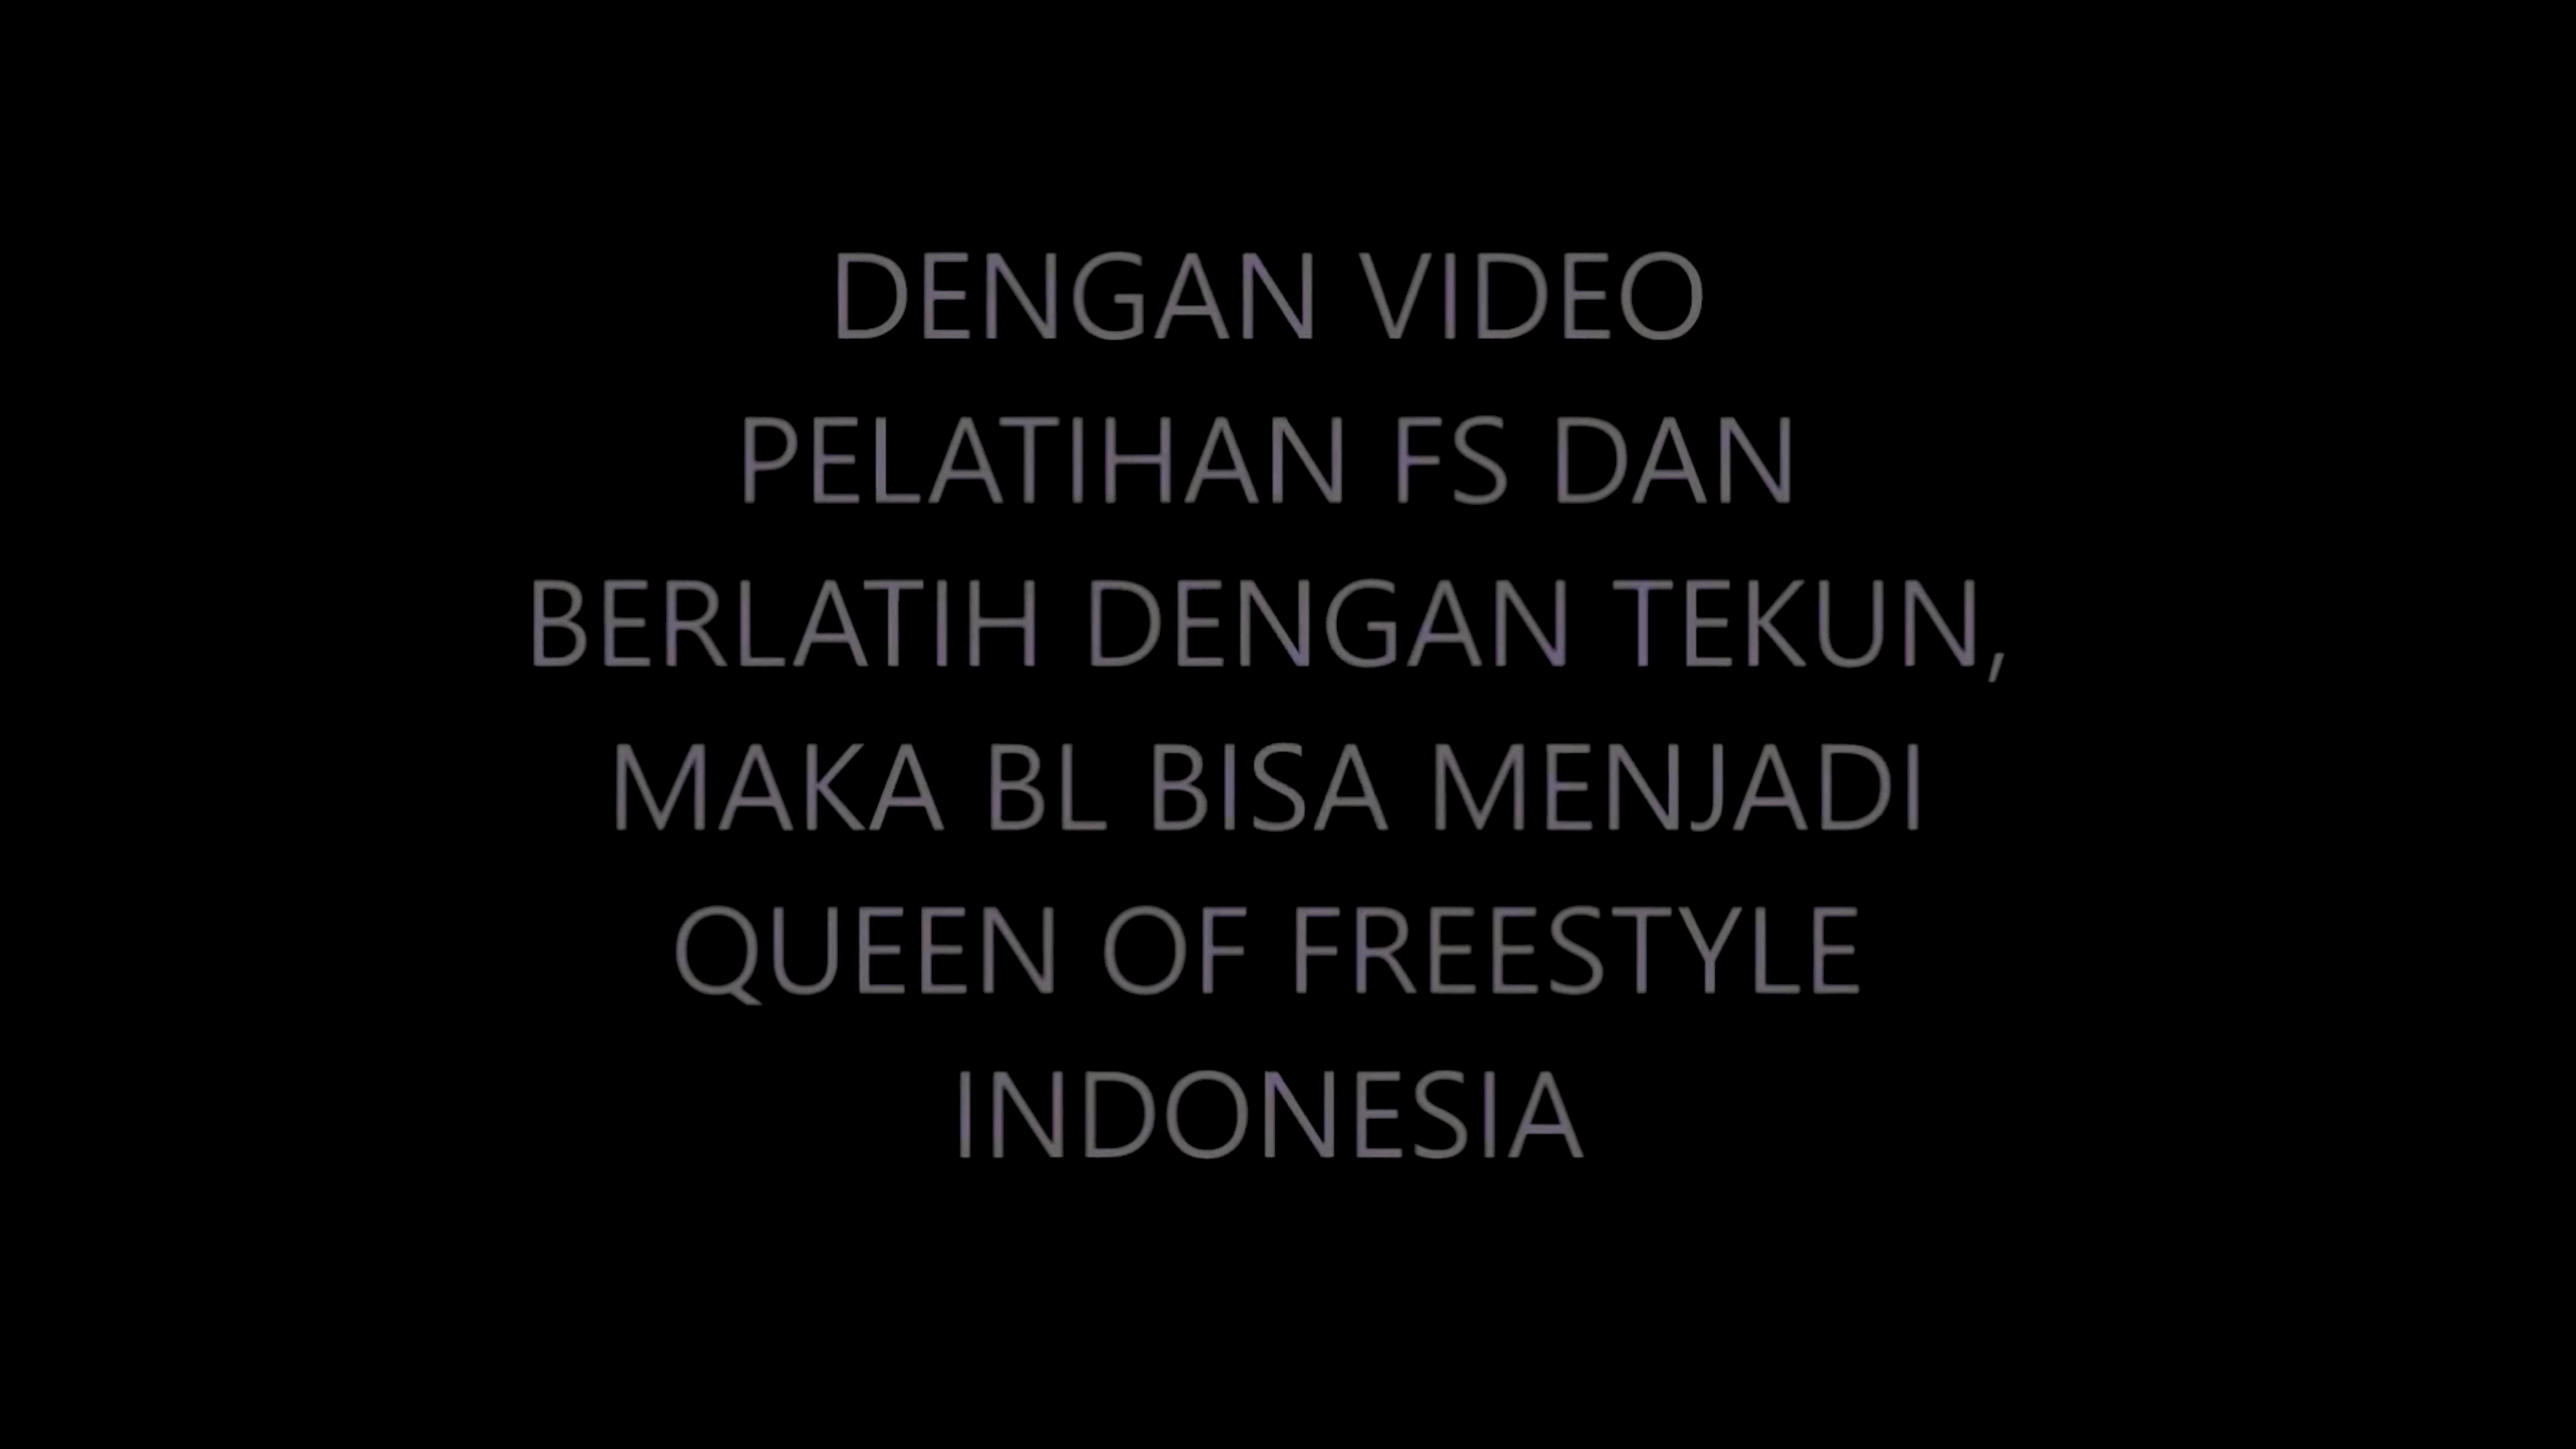 DENGAN VIDEO
PELATIHAN FS DAN
BERLATIH DENGAN TEKUN,
MAKA BL BISA MENJADI
QUEEN OF FREESTYLE
INDONESIA